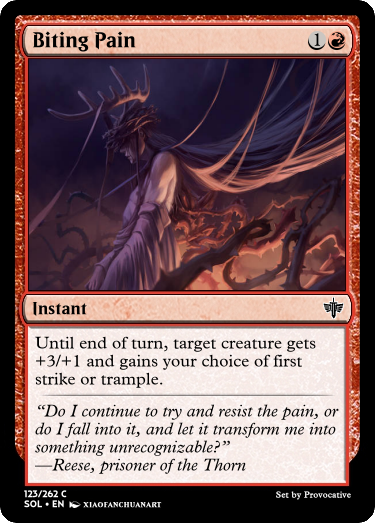 Biting Pain 1
Instant
Until end of turn, target creature gets
+3/+1 and gains your choice of first
strike or trample.
“Do I continue to try and resist the pain, or
do I fall into it, and let it transform me into
something unrecognizable?”
—Reese, prisoner of the Thorn
123/262 C
SOL • EN XIAOFANCHUANART
Set by Provocative